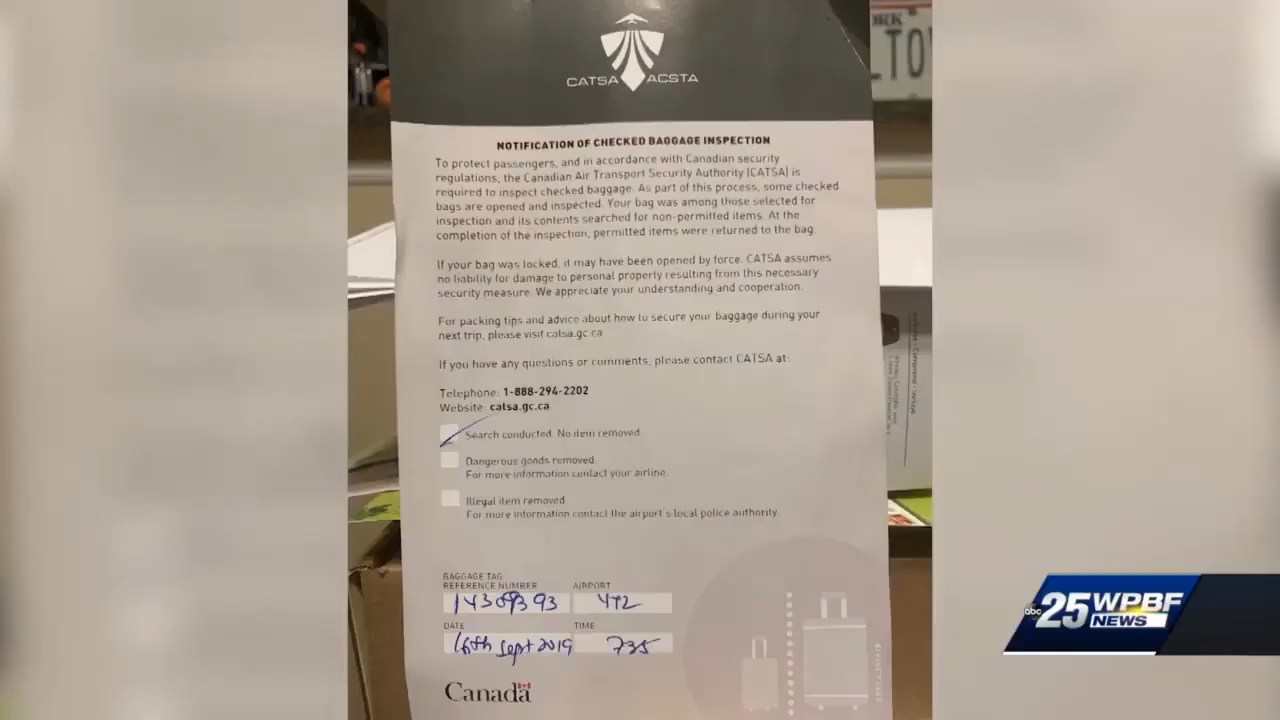 CATSA ACSTA
RK
LTO
NOTIFICATION OF CHECKED BAGGAGE INSPECTION
To protect passengers, and in accordance with Canadian security
regulations, the Canadian Air Transport Security Authority (CATSA) is
required to inspect checked baggage. As part of this process, some checked
bags are opened and inspected. Your bag was among those selected for
inspection and its contents searched for non-permitted items. At the
completion of the inspection, permitted items were returned to the bag.
If your bag was locked, it may have been opened by force. CATSA assumes
no liability for damage to personal property resulting from this necessary
security measure. We appreciate your understanding and cooperation.
For packing tips and advice about how to secure your baggage during your
next trip, please visit catsa.gc.ca
If you have any questions or comments, please contact CATSA at:
Telephone: 1-888-294-2202
Website: catsa.gc.ca
Search conducted. No item removed.
Dangerous goods removed.
For more information contact your airline.
Illegal item removed.
For more information contact the airport's local police authority.
BAGGAGE TAG
REFERENCE NUMBER AIRPORT
14309393
DATE TIME
16th Sept 2019 735
Canada
abc 25 WPBF
NEWS